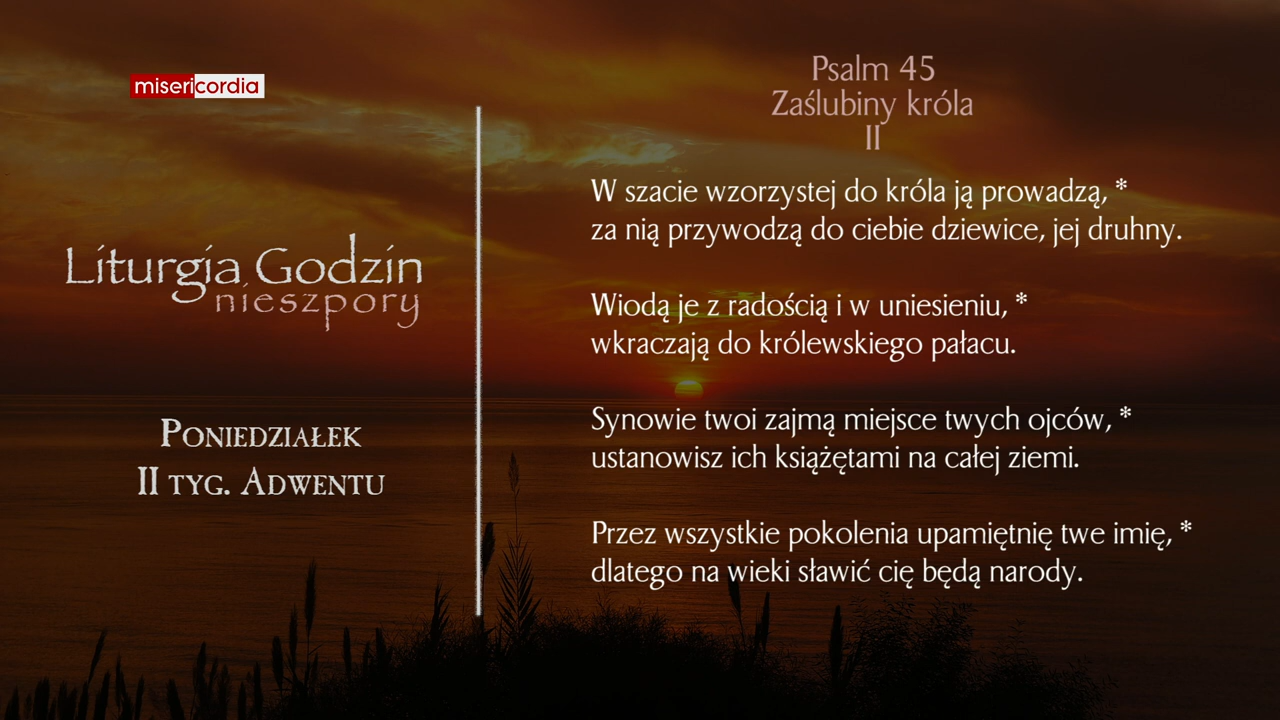 misericordia
Liturgia Godzin
nieszpory
Poniedziałek
II tyg. Adwentu
Psalm 45
Zaślubiny króla
II
W szacie wzorzystej do króla ją prowadzą, *
za nią przywodzą do ciebie dziewice, jej druhny.
Wiodą je z radością i w uniesieniu, *
wkraczają do królewskiego pałacu.
Synowie twoi zajmą miejsce twych ojców, *
ustanowisz ich książętami na całej ziemi.
Przez wszystkie pokolenia upamiętnię twe imię, *
dlatego na wieki sławić cię będą narody.